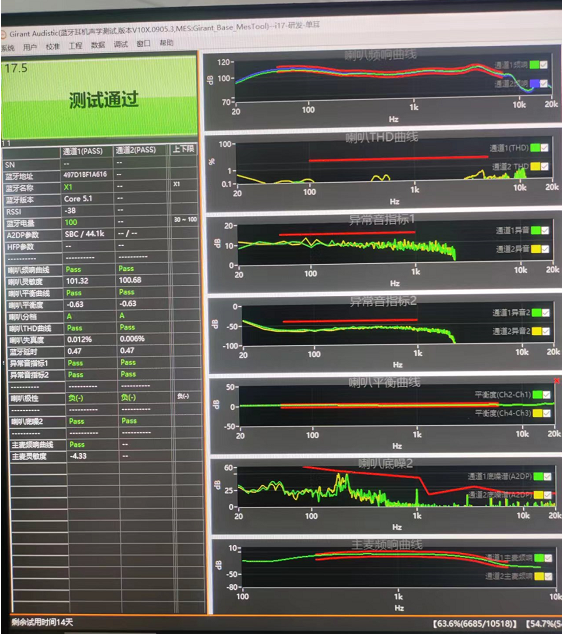 Girant Audistic(蓝牙耳机声学测试,版本V10X.0905.3,MES:Girant_Base_MesTool)--i17-研发-单耳
系统 用户 校准 工程 数据 调试 窗口 帮助
17.5
测试通过
1 1
通道1(PASS) 通道2(PASS) 上下限
SN -- --
蓝牙地址 497D1BF1A616 --
蓝牙名称 X1 -- X1
蓝牙版本 Core 5.1 --
RSSI -38 --
蓝牙电量 100 -- 30 ~ 100
A2DP参数 SBC / 44.1k -- / --
HFP参数 -- --
---------- ---------- ----------
喇叭频响曲线 Pass Pass
喇叭灵敏度 101.32 100.68
喇叭平衡曲线 Pass Pass
喇叭平衡度 -0.63 -0.63
喇叭分档 A A
喇叭THD曲线 Pass Pass
喇叭失真度 0.012% 0.006%
蓝牙延时 0.47 0.47
异常音指标1 Pass Pass
异常音指标2 Pass Pass
---------- ---------- ----------
喇叭极性 负(-) 负(-) 负(-)
---------- ---------- ----------
喇叭底噪2 Pass Pass
---------- ---------- ----------
主麦频响曲线 Pass --
主麦灵敏度 -4.33 --
剩余试用时间14天
喇叭频响曲线
120
100
dB
70
20 100 1k 10k 20k
Hz
通道1频响
通道2频响
喇叭THD曲线
100
%
1
0.1
20 100 1k 10k 20k
Hz
通道1(THD)
通道2 THD
异常音指标1
20
10
dB
0
20 100 1k 10k 20k
Hz
通道1异音
通道2异音
异常音指标2
0
dB
-50
-100
20 100 1k 10k 20k
Hz
通道1异音2
通道2异音2
喇叭平衡曲线
50
dB
0
-50
20 100 1k 10k 20k
Hz
平衡度(Ch2-Ch1)
平衡度(Ch4-Ch3)
喇叭底噪2
60
dB
25
0
20 100 1k 10k 20k
Hz
通道1底噪谱(A2DP)
通道2底噪谱(A2DP)
主麦频响曲线
10
dB
-50
-80
100 1k 10k
Hz
通道1主麦频响
通道2主麦频响
【63.6%(6685/10518)】【54.7%(5